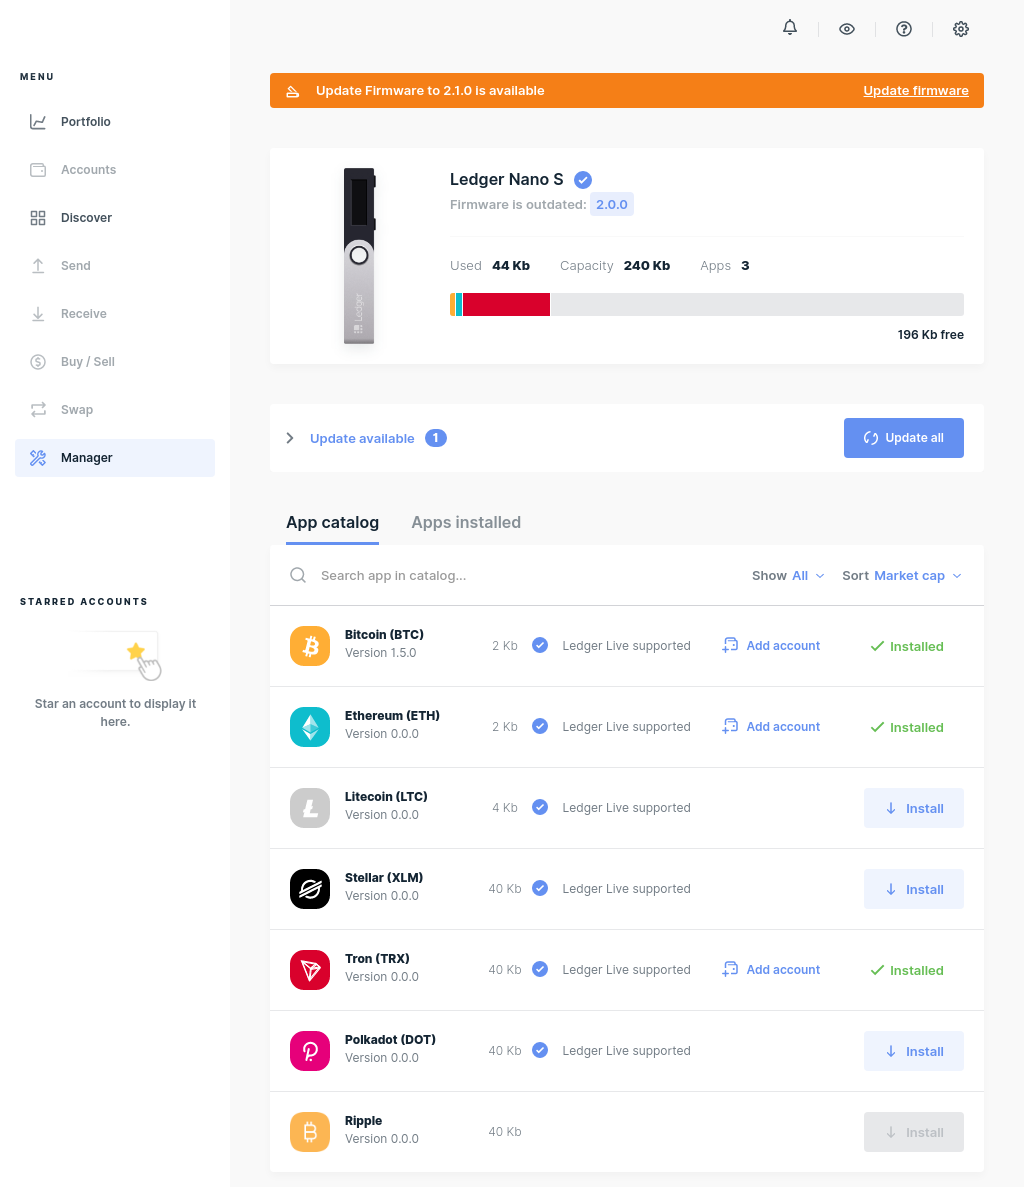 MENU
Portfolio
Accounts
Discover
Send
Receive
Buy / Sell
Swap
Manager
STARRED ACCOUNTS
Star an account to display it
here.
Update Firmware to 2.1.0 is available
Update firmware
Ledger
Ledger Nano S
Firmware is outdated: 2.0.0
Used 44 Kb Capacity 240 Kb Apps 3
196 Kb free
Update available 1
Update all
App catalog Apps installed
Search app in catalog...
Show All Sort Market cap
Bitcoin (BTC)
Version 1.5.0
2 Kb Ledger Live supported Add account Installed
Ethereum (ETH)
Version 0.0.0
2 Kb Ledger Live supported Add account Installed
Litecoin (LTC)
Version 0.0.0
4 Kb Ledger Live supported Install
Stellar (XLM)
Version 0.0.0
40 Kb Ledger Live supported Install
Tron (TRX)
Version 0.0.0
40 Kb Ledger Live supported Add account Installed
Polkadot (DOT)
Version 0.0.0
40 Kb Ledger Live supported Install
Ripple
Version 0.0.0
40 Kb Install